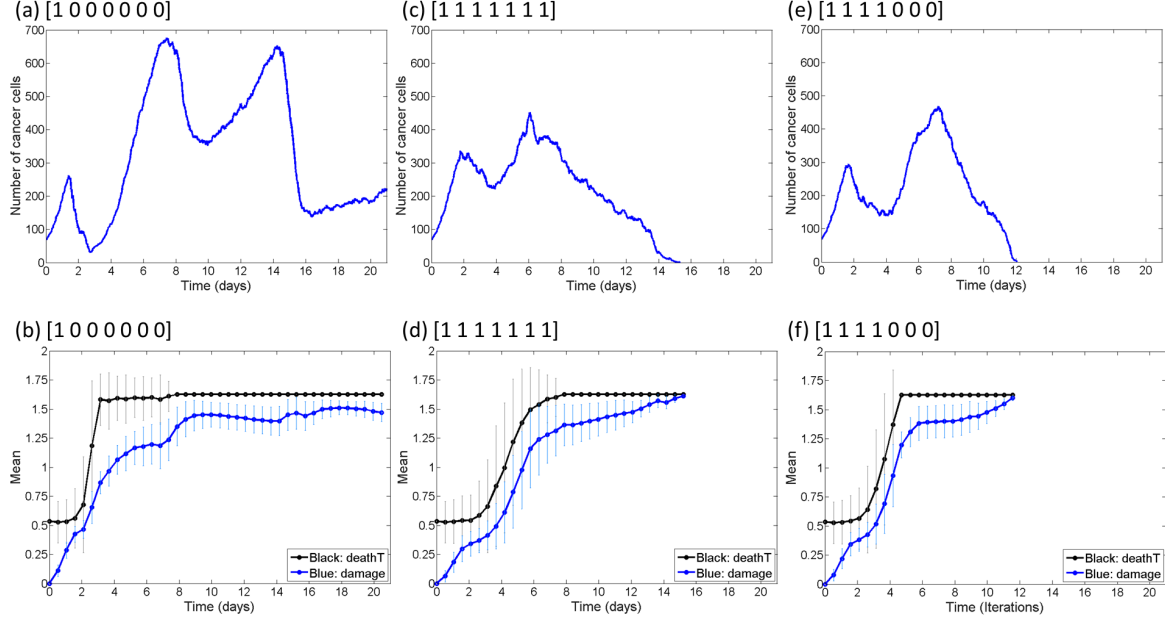 (a) [1 0 0 0 0 0 0]
(c) [1 1 1 1 1 1 1]
(e) [1 1 1 1 0 0 0]
Number of cancer cells
700
600
500
400
300
200
100
0
0 2 4 6 8 10 12 14 16 18 20
Time (days)
Number of cancer cells
700
600
500
400
300
200
100
0
0 2 4 6 8 10 12 14 16 18 20
Time (days)
Number of cancer cells
700
600
500
400
300
200
100
0
0 2 4 6 8 10 12 14 16 18 20
Time (days)
(b) [1 0 0 0 0 0 0]
(d) [1 1 1 1 1 1 1]
(f) [1 1 1 1 0 0 0]
Mean
2
1.75
1.5
1.25
1
0.75
0.5
0.25
0
0 2 4 6 8 10 12 14 16 18 20
Time (days)
Black: deathT
Blue: damage
Mean
2
1.75
1.5
1.25
1
0.75
0.5
0.25
0
0 2 4 6 8 10 12 14 16 18 20
Time (days)
Black: deathT
Blue: damage
Mean
2
1.75
1.5
1.25
1
0.75
0.5
0.25
0
0 2 4 6 8 10 12 14 16 18 20
Time (Iterations)
Black: deathT
Blue: damage